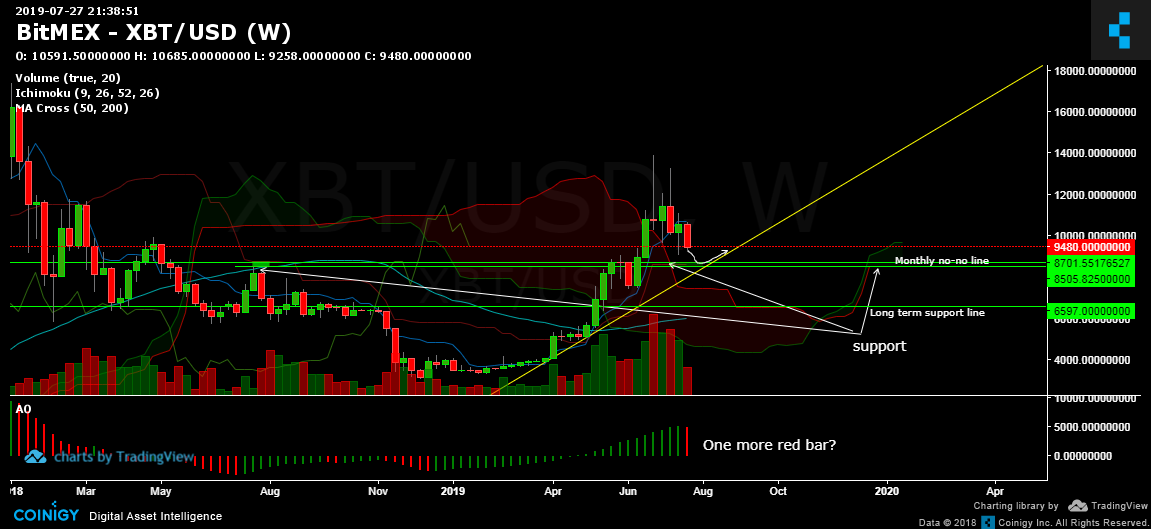 2019-07-27 21:38:51
BitMEX - XBT/USD (W)
O: 10591.50000000 H: 10685.00000000 L: 9258.00000000 C: 9480.00000000
Volume (true, 20)
Ichimoku (9, 26, 52, 26)
MA Cross (50, 200)
XBT/USD, W
18000.00000000
16000.00000000
14000.00000000
12000.00000000
10000.00000000
9480.00000000
Monthly no-no line
8701.55176527
8505.82500000
Long term support line
6597.00000000
6000.00000000
support
4000.00000000
AO
10000.00000000
5000.00000000
One more red bar?
0.00000000
charts by TradingView
'18 Mar May Aug Nov 2019 Apr Jun Aug Oct 2020 Apr
COINIGY Digital Asset Intelligence
Charting library by TradingView
Data © 2018 Coinigy Inc. All Rights Reserved.